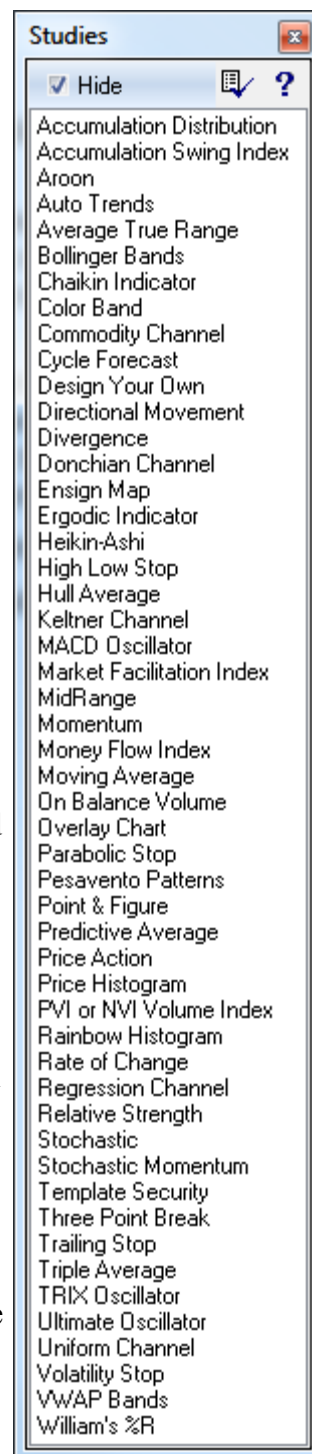 Studies
Hide ?
Accumulation Distribution
Accumulation Swing Index
Aroon
Auto Trends
Average True Range
Bollinger Bands
Chaikin Indicator
Color Band
Commodity Channel
Cycle Forecast
Design Your Own
Directional Movement
Divergence
Donchian Channel
Ensign Map
Ergodic Indicator
Heikin-Ashi
High Low Stop
Hull Average
Keltner Channel
MACD Oscillator
Market Facilitation Index
MidRange
Momentum
Money Flow Index
Moving Average
On Balance Volume
Overlay Chart
Parabolic Stop
Pesavento Patterns
Point & Figure
Predictive Average
Price Action
Price Histogram
PVI or NVI Volume Index
Rainbow Histogram
Rate of Change
Regression Channel
Relative Strength
Stochastic
Stochastic Momentum
Template Security
Three Point Break
Trailing Stop
Triple Average
TRIX Oscillator
Ultimate Oscillator
Uniform Channel
Volatility Stop
VWAP Bands
William's %R